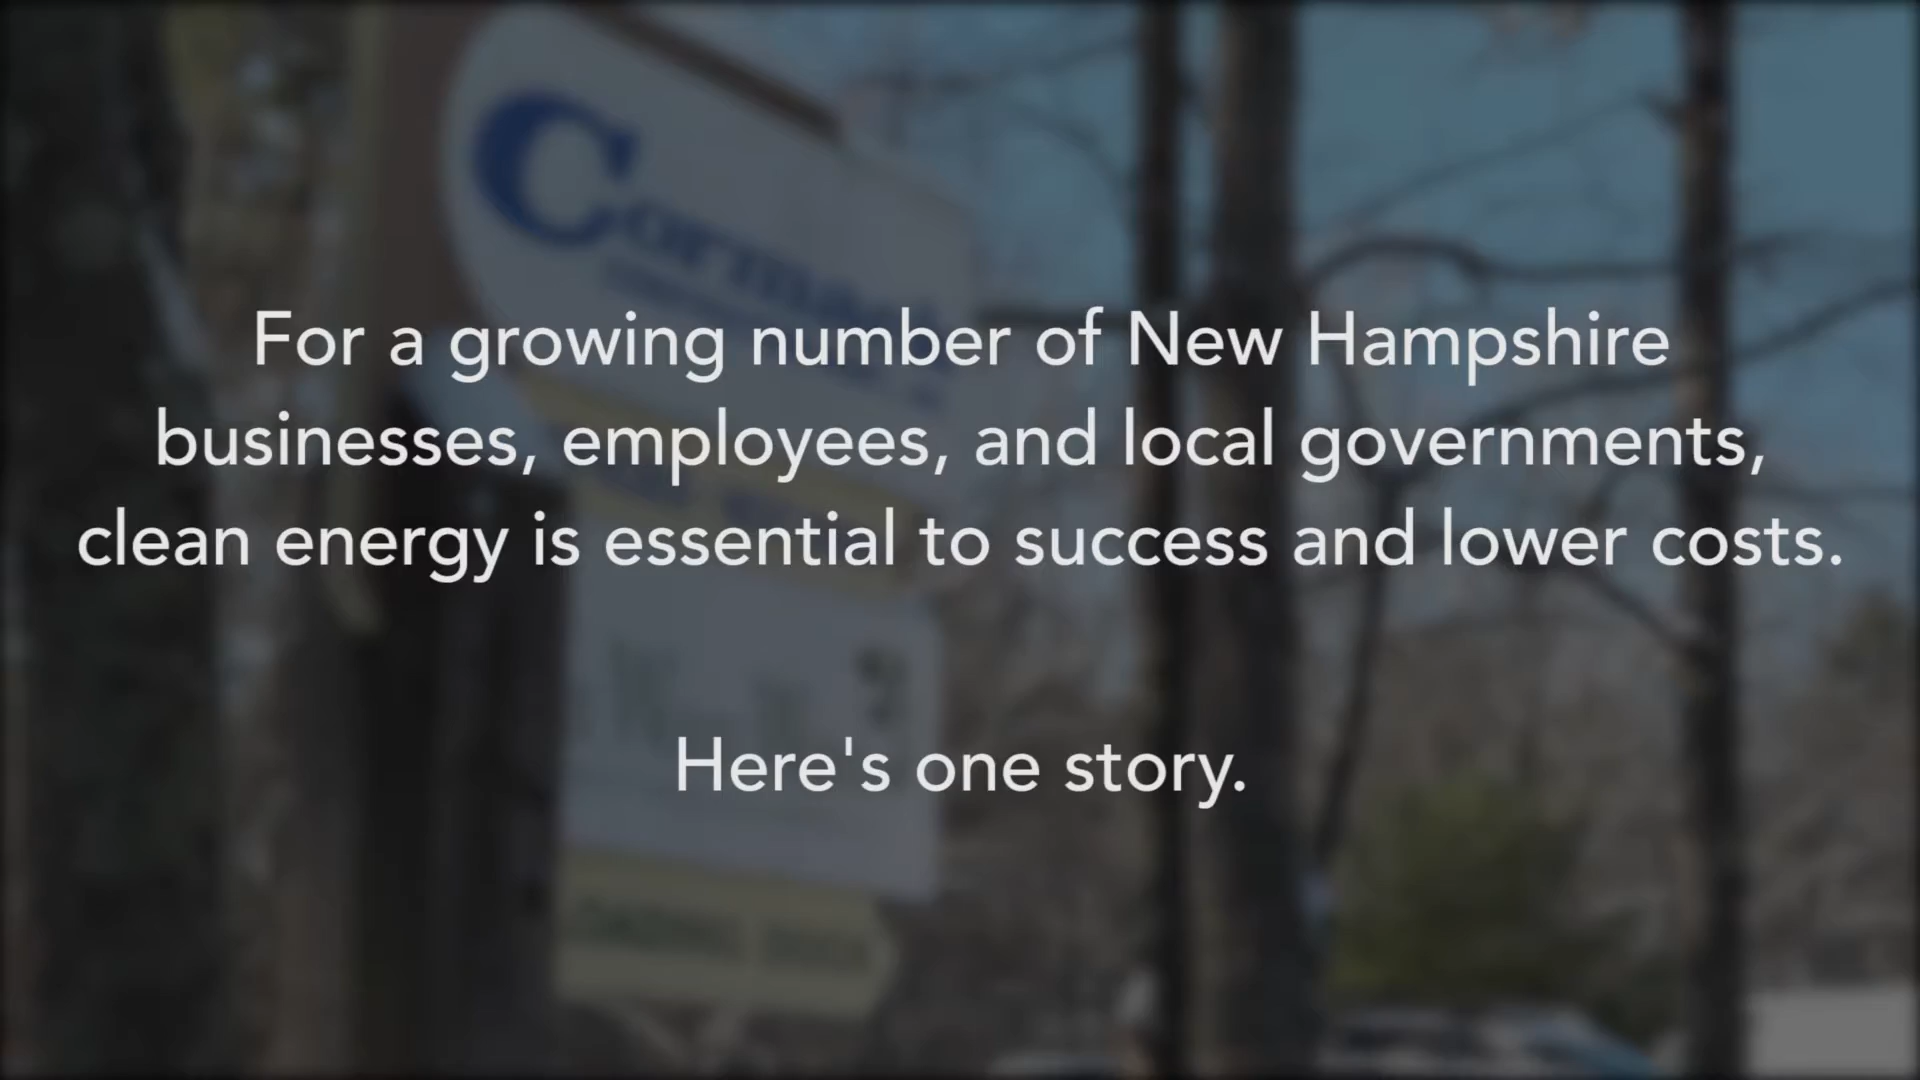 For a growing number of New Hampshire
businesses, employees, and local governments,
clean energy is essential to success and lower costs.
Here's one story.